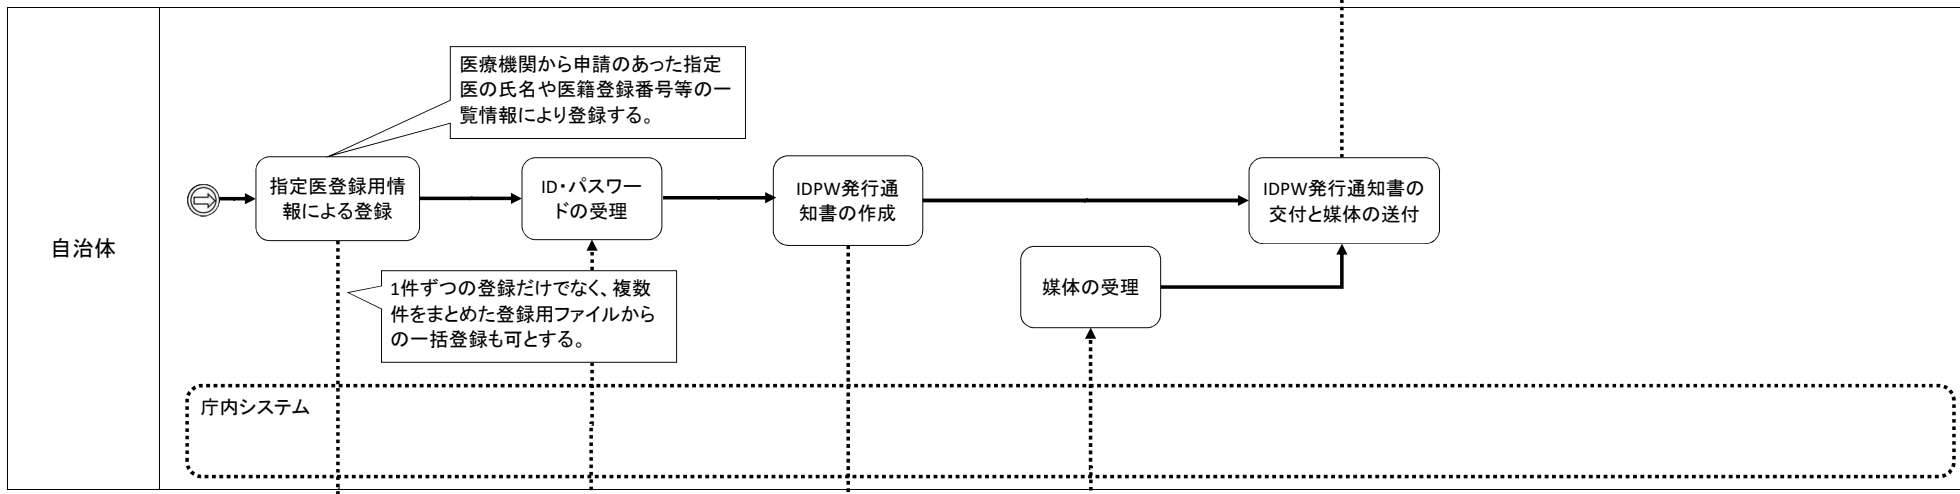 自治体
医療機関から申請のあった指定
医の氏名や医籍登録番号等の一
覧情報により登録する。
指定医登録用情
報による登録
ID・パスワー
ドの受理
IDPW発行通
知書の作成
IDPW発行通知書の
交付と媒体の送付
1件ずつの登録だけでなく、複数
件をまとめた登録用ファイルから
の一括登録も可とする。
媒体の受理
庁内システム